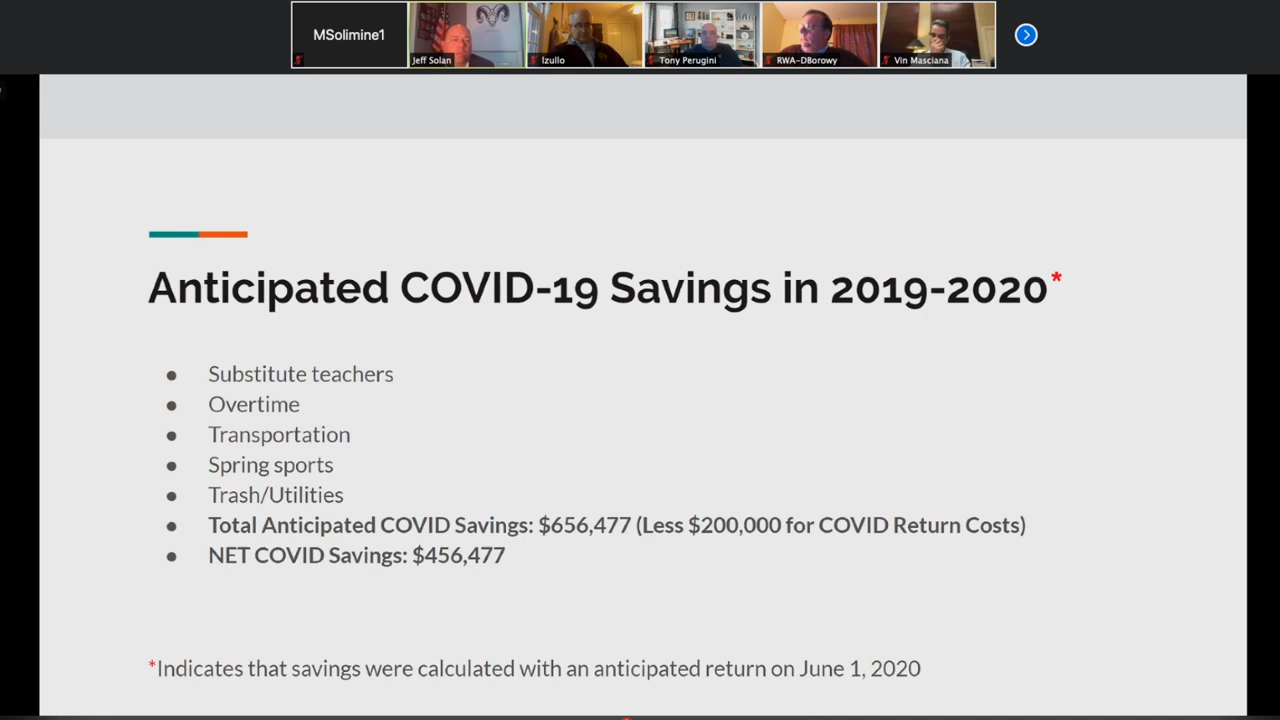 MSolimine1
Jeff Solan
lzullo
Tony Perugini
RWA-DBorowy
Vin Masciana
Anticipated COVID-19 Savings in 2019-2020*
● Substitute teachers
● Overtime
● Transportation
● Spring sports
● Trash/Utilities
● Total Anticipated COVID Savings: $656,477 (Less $200,000 for COVID Return Costs)
● NET COVID Savings: $456,477
*Indicates that savings were calculated with an anticipated return on June 1, 2020